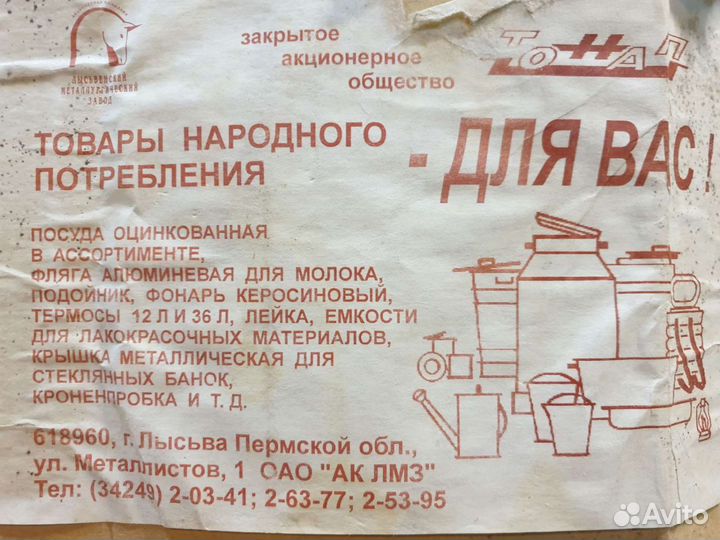 ЛЫСЬВЕНСКИЙ
МЕТАЛЛУРГИЧЕСКИЙ
ЗАВОД
закрытое
акционерное
общество
ТОНАП
ТОВАРЫ НАРОДНОГО
ПОТРЕБЛЕНИЯ
- ДЛЯ ВАС !
ПОСУДА ОЦИНКОВАННАЯ
В АССОРТИМЕНТЕ,
ФЛЯГА АЛЮМИНЕВАЯ ДЛЯ МОЛОКА,
ПОДОЙНИК, ФОНАРЬ КЕРОСИНОВЫЙ,
ТЕРМОСЫ 12 Л И 36 Л, ЛЕЙКА, ЕМКОСТИ
ДЛЯ ЛАКОКРАСОЧНЫХ МАТЕРИАЛОВ,
КРЫШКА МЕТАЛЛИЧЕСКАЯ ДЛЯ
СТЕКЛЯННЫХ БАНОК,
КРОНЕНПРОБКА И Т. Д.
618960, г. Лысьва Пермской обл.,
ул. Металлистов, 1 ОАО "АК ЛМЗ"
Тел: (34249) 2-03-41; 2-63-77; 2-53-95
Avito